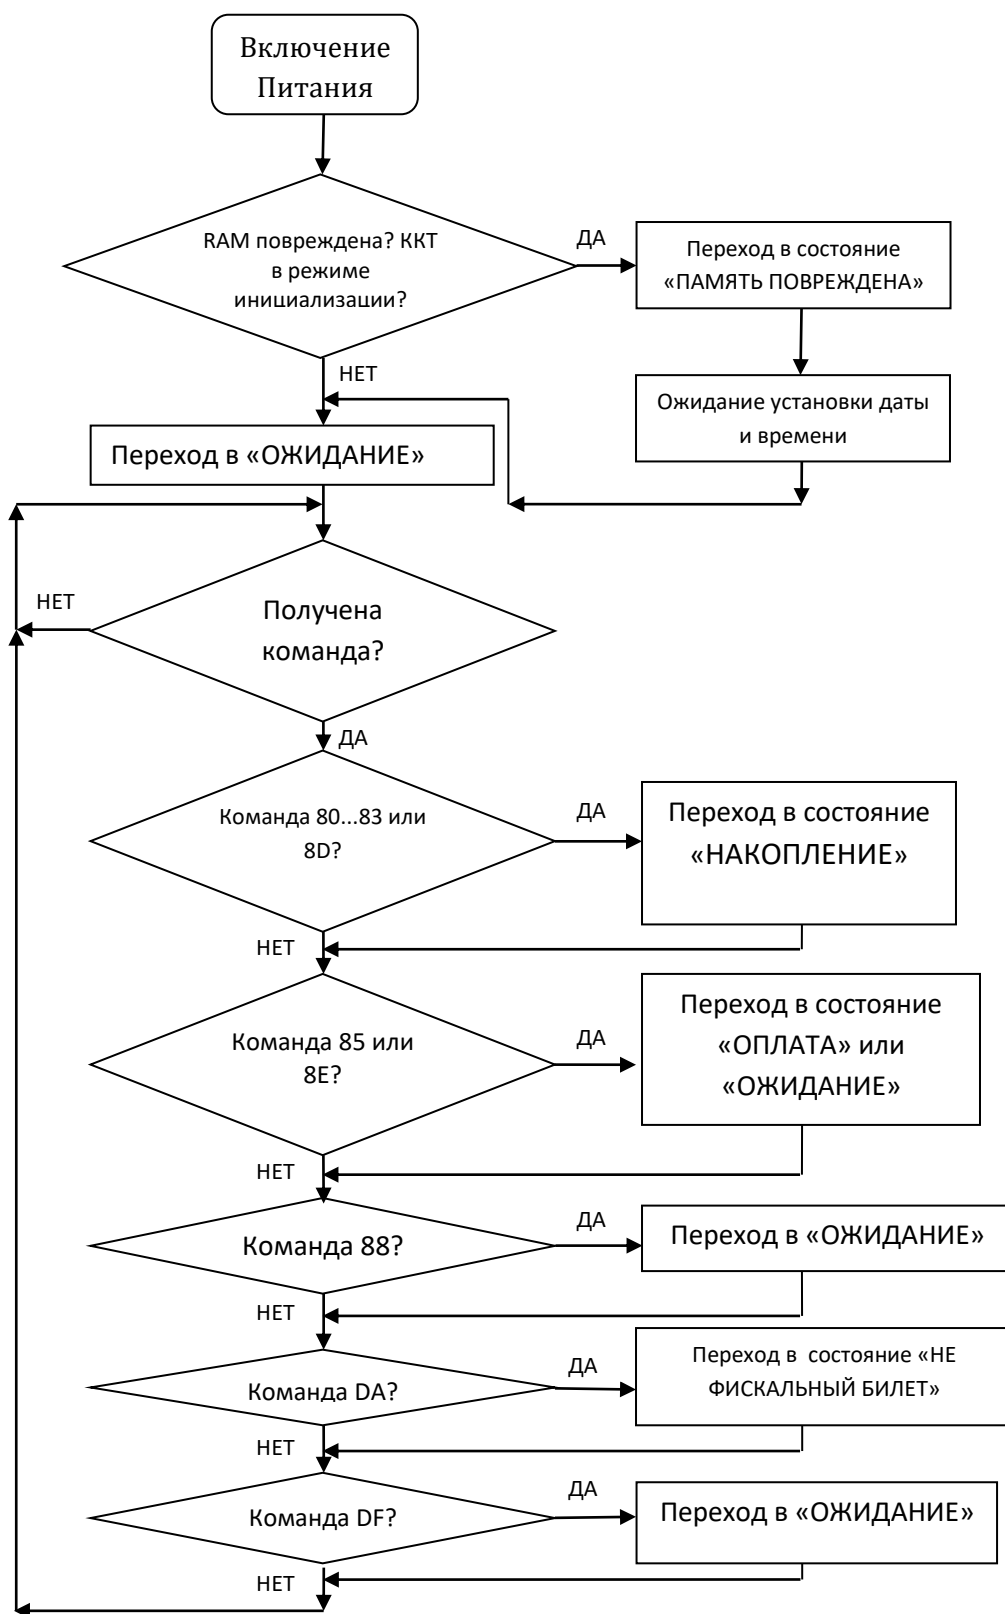 Включение
Питания
RAM повреждена? ККТ
в режиме
инициализации?
ДА
Переход в состояние
«ПАМЯТЬ ПОВРЕЖДЕНА»
НЕТ
Ожидание установки даты
и времени
Переход в «ОЖИДАНИЕ»
НЕТ
Получена
команда?
ДА
Команда 80...83 или
8D?
ДА
Переход в состояние
«НАКОПЛЕНИЕ»
НЕТ
Команда 85 или
8E?
ДА
Переход в состояние
«ОПЛАТА» или
«ОЖИДАНИЕ»
НЕТ
Команда 88?
ДА
Переход в «ОЖИДАНИЕ»
НЕТ
Команда DA?
ДА
Переход в состояние «НЕ
ФИСКАЛЬНЫЙ БИЛЕТ»
НЕТ
Команда DF?
ДА
Переход в «ОЖИДАНИЕ»
НЕТ